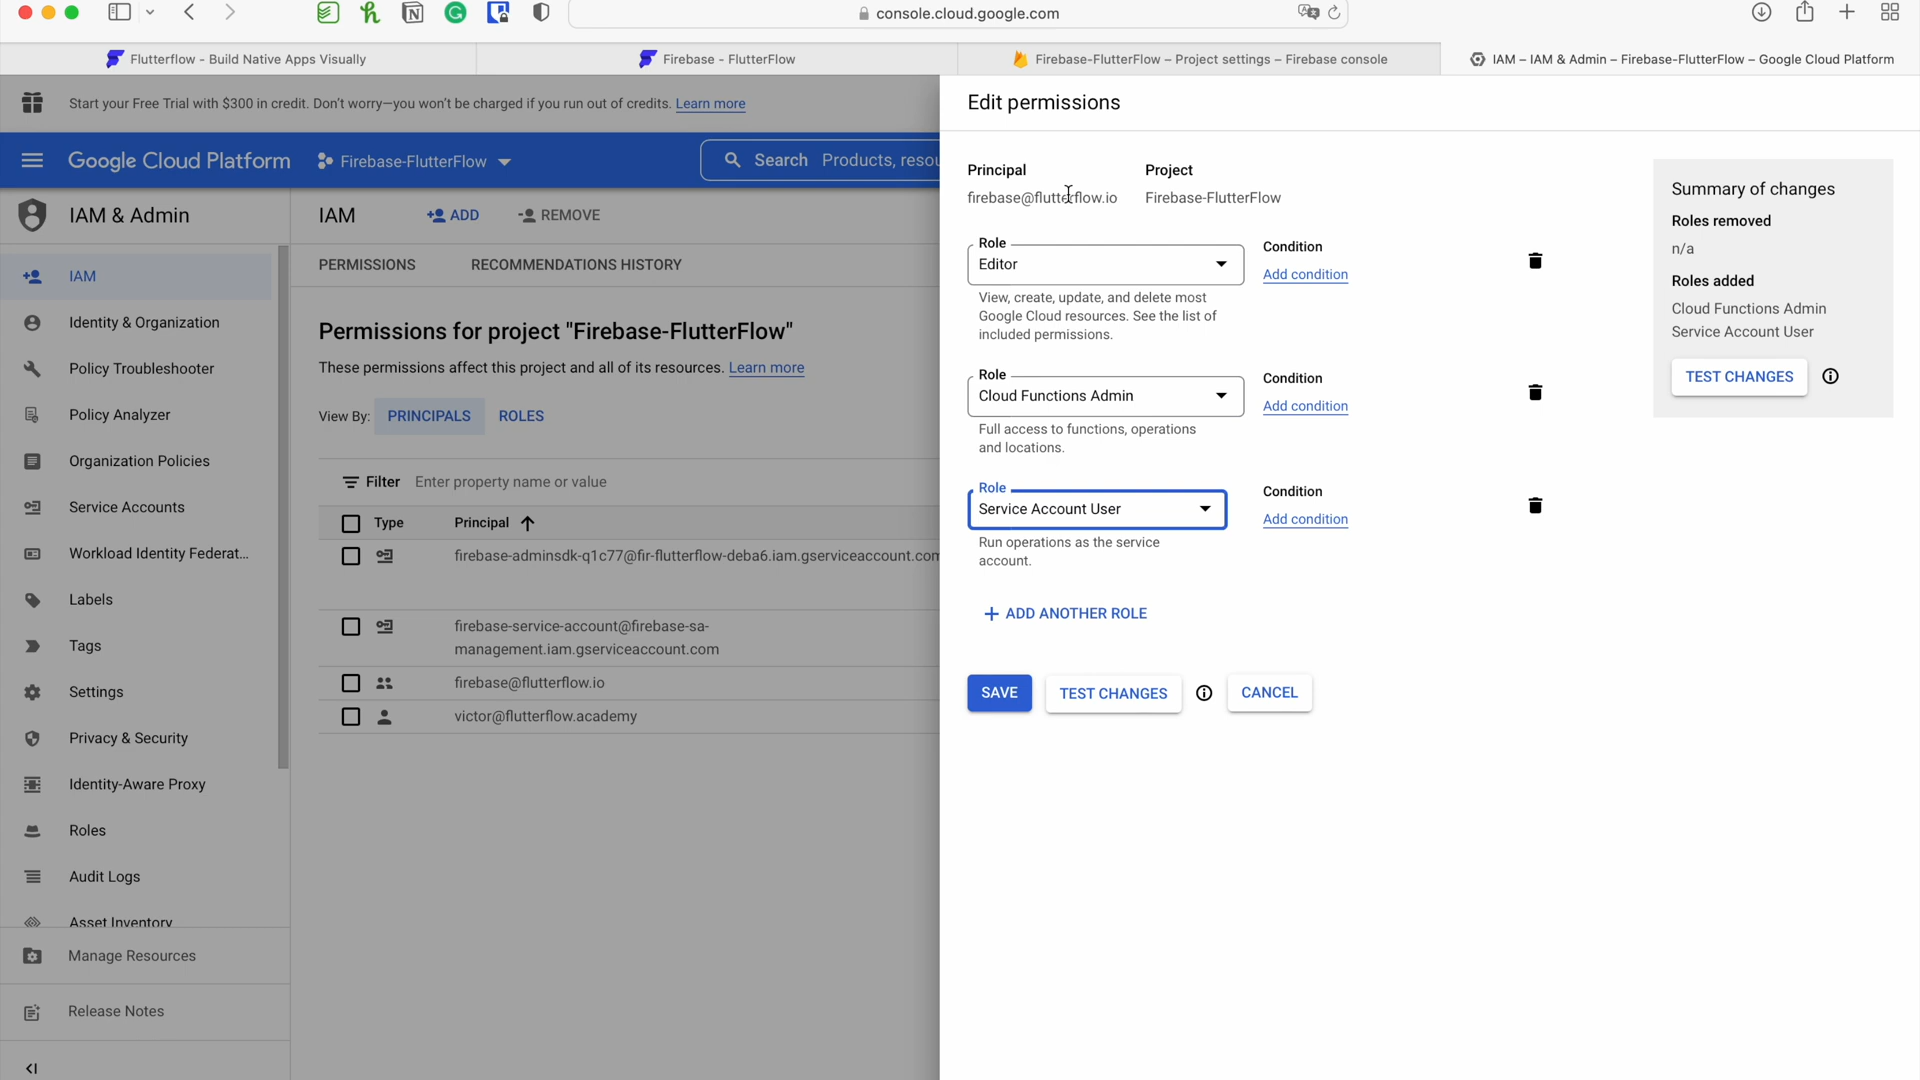 console.cloud.google.com
Flutterflow - Build Native Apps Visually
Firebase - FlutterFlow
Firebase-FlutterFlow – Project settings – Firebase console
IAM – IAM & Admin – Firebase-FlutterFlow – Google Cloud Platform
Start your Free Trial with $300 in credit. Don't worry—you won't be charged if you run out of credits. Learn more
Google Cloud Platform
Firebase-FlutterFlow
Search Products, resou
IAM & Admin
IAM
Identity & Organization
Policy Troubleshooter
Policy Analyzer
Organization Policies
Service Accounts
Workload Identity Federat...
Labels
Tags
Settings
Privacy & Security
Identity-Aware Proxy
Roles
Audit Logs
Asset Inventory
Manage Resources
Release Notes
IAM
ADD
REMOVE
PERMISSIONS
RECOMMENDATIONS HISTORY
Permissions for project "Firebase-FlutterFlow"
These permissions affect this project and all of its resources. Learn more
View By: PRINCIPALS ROLES
Filter Enter property name or value
Type Principal
firebase-adminsdk-q1c77@fir-flutterflow-deba6.iam.gserviceaccount.com
firebase-service-account@firebase-sa-
management.iam.gserviceaccount.com
firebase@flutterflow.io
victor@flutterflow.academy
Edit permissions
Principal
firebase@flutterflow.io
Project
Firebase-FlutterFlow
Role
Editor
Condition
Add condition
View, create, update, and delete most
Google Cloud resources. See the list of
included permissions.
Role
Cloud Functions Admin
Condition
Add condition
Full access to functions, operations
and locations.
Role
Service Account User
Condition
Add condition
Run operations as the service
account.
ADD ANOTHER ROLE
SAVE
TEST CHANGES
CANCEL
Summary of changes
Roles removed
n/a
Roles added
Cloud Functions Admin
Service Account User
TEST CHANGES